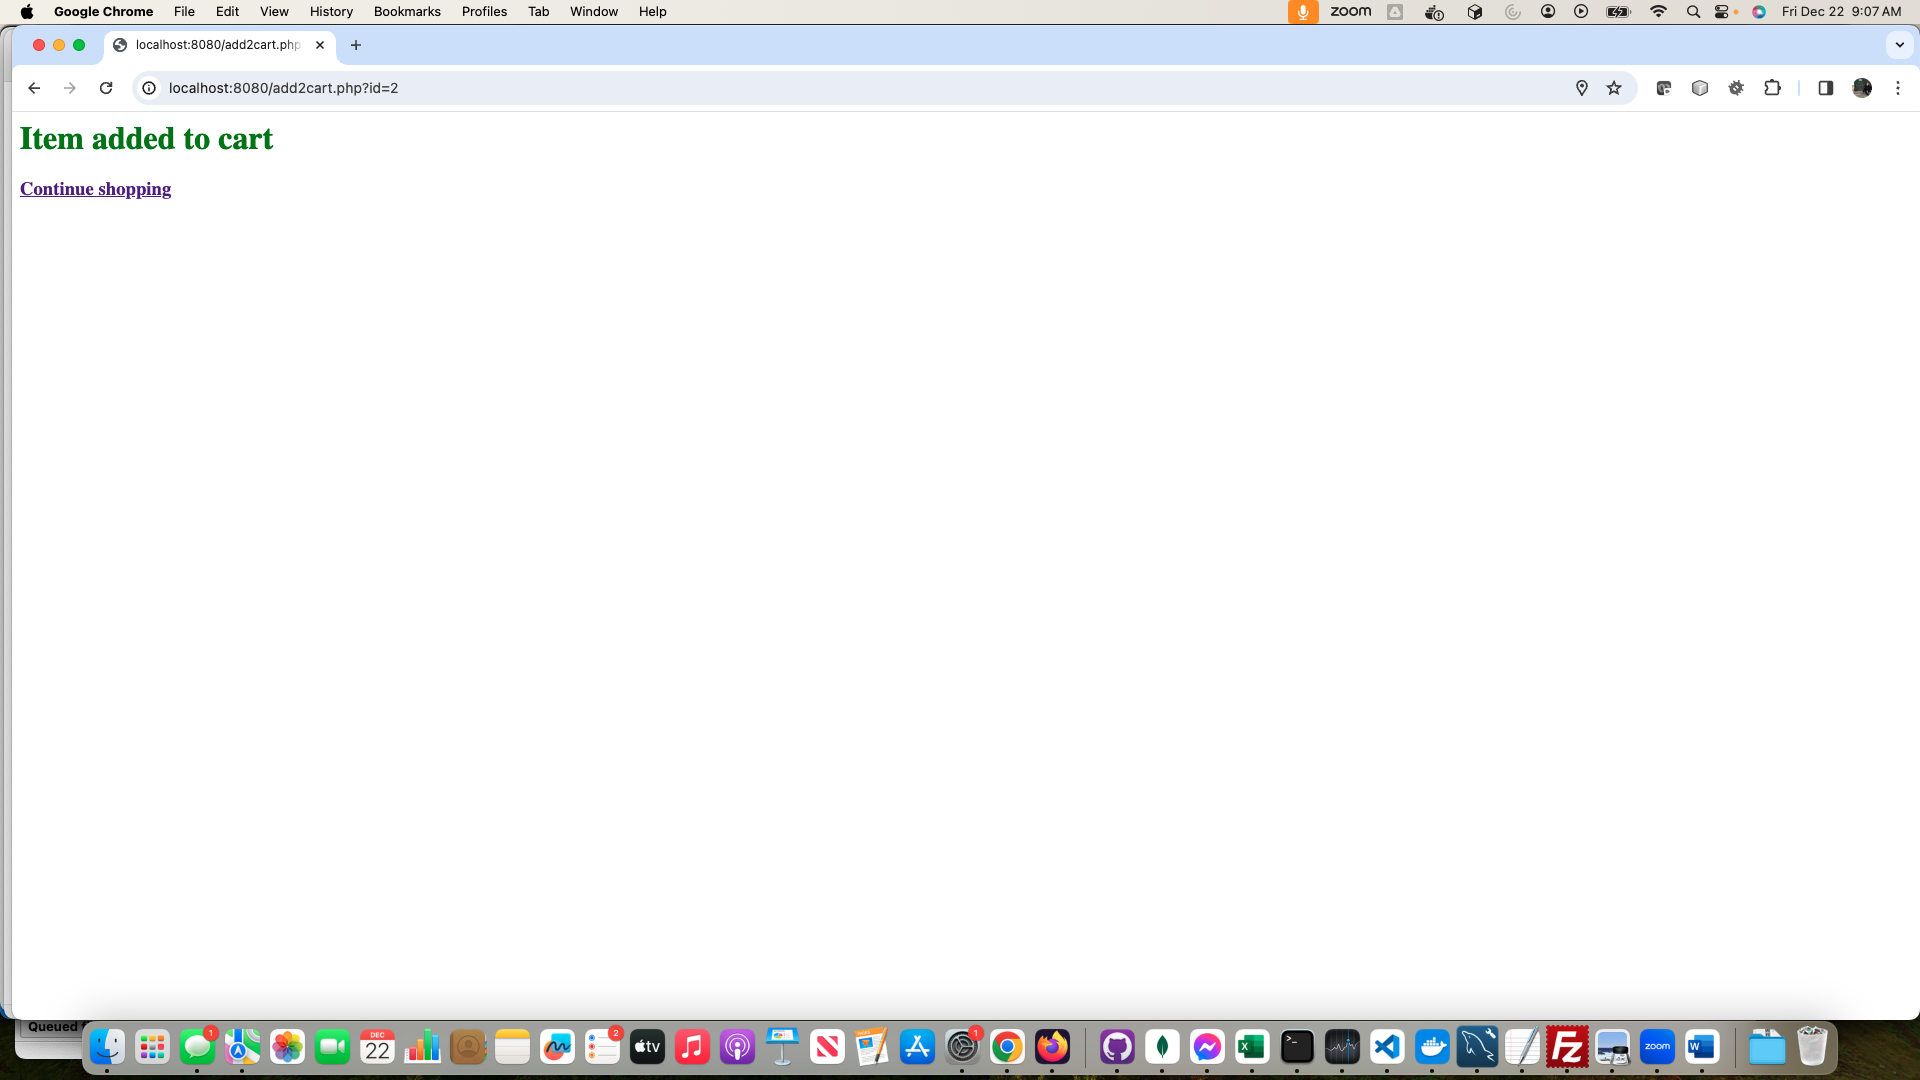 Google Chrome File Edit View History Bookmarks Profiles Tab Window Help zoom Fri Dec 22 9:07 AM
localhost:8080/add2cart.php
localhost:8080/add2cart.php?id=2
Item added to cart
Continue shopping
Queued
1
DEC
22
2
tv
1
X
>_
Fz
zoom
W